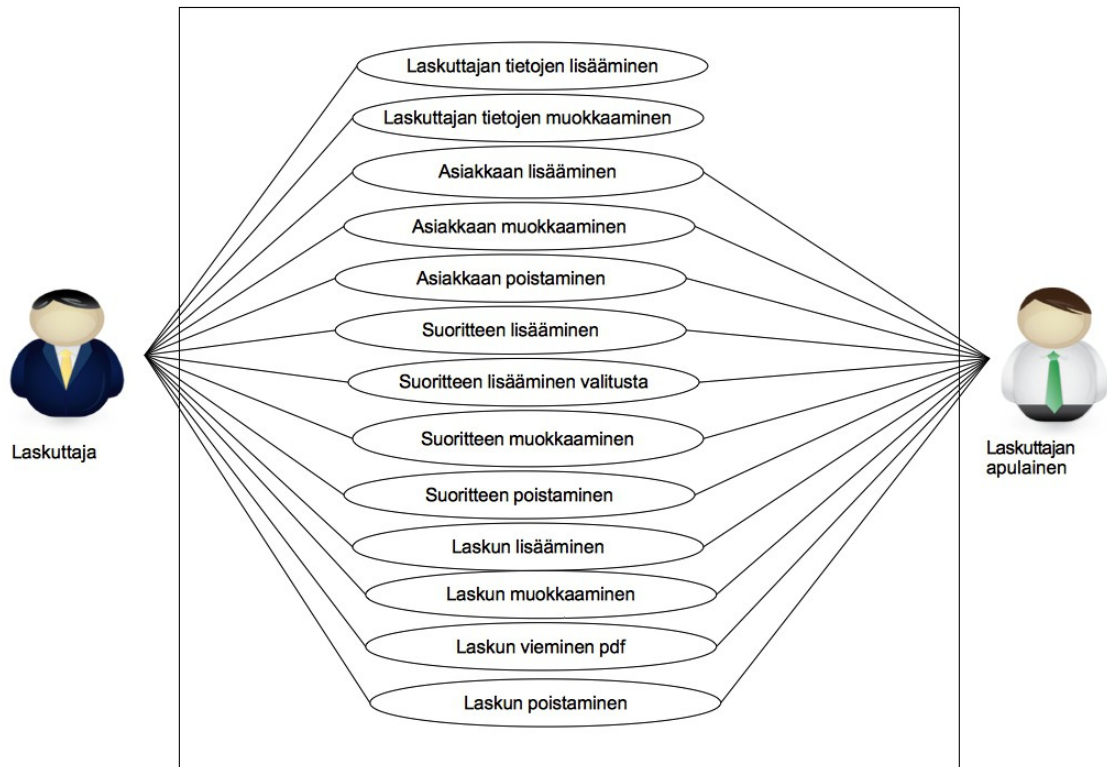 Laskuttajan tietojen lisääminen
Laskuttajan tietojen muokkaaminen
Asiakkaan lisääminen
Asiakkaan muokkaaminen
Asiakkaan poistaminen
Suoritteen lisääminen
Suoritteen lisääminen valitusta
Suoritteen muokkaaminen
Suoritteen poistaminen
Laskun lisääminen
Laskun muokkaaminen
Laskun vieminen pdf
Laskun poistaminen
Laskuttaja
Laskuttajan
apulainen